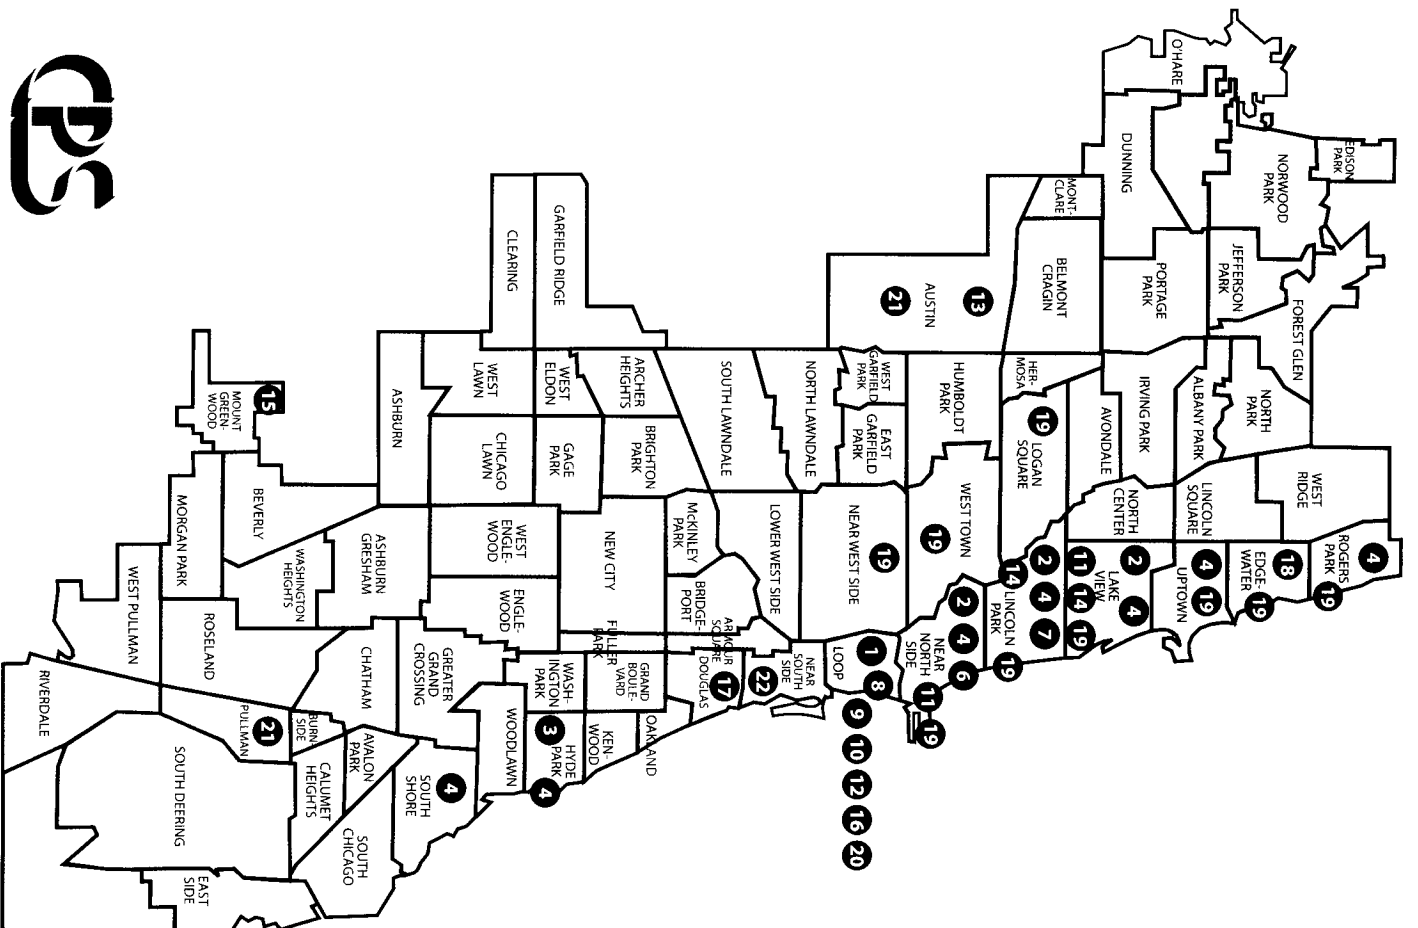 CPS
EDISON
PARK
O'HARE
NORWOOD
PARK
FOREST GLEN
JEFFERSON
PARK
DUNNING
PORTAGE
PARK
MONT-
CLARE
BELMONT
CRAGIN
13
AUSTIN
21
ROGERS
PARK
4
19
WEST
RIDGE
EDGE-
WATER
18
19
NORTH
PARK
LINCOLN
SQUARE
UPTOWN
4
19
ALBANY PARK
IRVING PARK
NORTH
CENTER
LAKE
VIEW
2
4
11
14
19
AVONDALE
HER-
MOSA
19
LOGAN
SQUARE
LINCOLN
PARK
2
4
7
14
19
HUMBOLDT
PARK
WEST TOWN
19
NEAR
NORTH
SIDE
2
4
6
11
19
WEST
GARFIELD
PARK
EAST
GARFIELD
PARK
NEAR WEST SIDE
19
LOOP
1
8
9
10
12
16
20
NORTH LAWNDALE
SOUTH LAWNDALE
LOWER WEST SIDE
NEAR
SOUTH
SIDE
22
ARMOUR
SQUARE
DOUGLAS
17
McKINLEY
PARK
BRIDGE-
PORT
ARCHER
HEIGHTS
BRIGHTON
PARK
NEW CITY
FULLER
PARK
GRAND
BOULE-
VARD
OAKLAND
KEN-
WOOD
GARFIELD RIDGE
CLEARING
WEST
ELDON
GAGE
PARK
WASH-
INGTON
PARK
HYDE
PARK
3
4
WEST
LAWN
CHICAGO
LAWN
WEST
ENGLE-
WOOD
ENGLE-
WOOD
WOODLAWN
ASHBURN
ASHBURN
GRESHAM
GREATER
GRAND
CROSSING
SOUTH
SHORE
4
CHATHAM
AVALON
PARK
SOUTH
CHICAGO
BURN-
SIDE
CALUMET
HEIGHTS
15
MOUNT
GREEN-
WOOD
BEVERLY
WASHINGTON
HEIGHTS
MORGAN PARK
ROSELAND
PULLMAN
21
SOUTH DEERING
EAST
SIDE
WEST PULLMAN
RIVERDALE